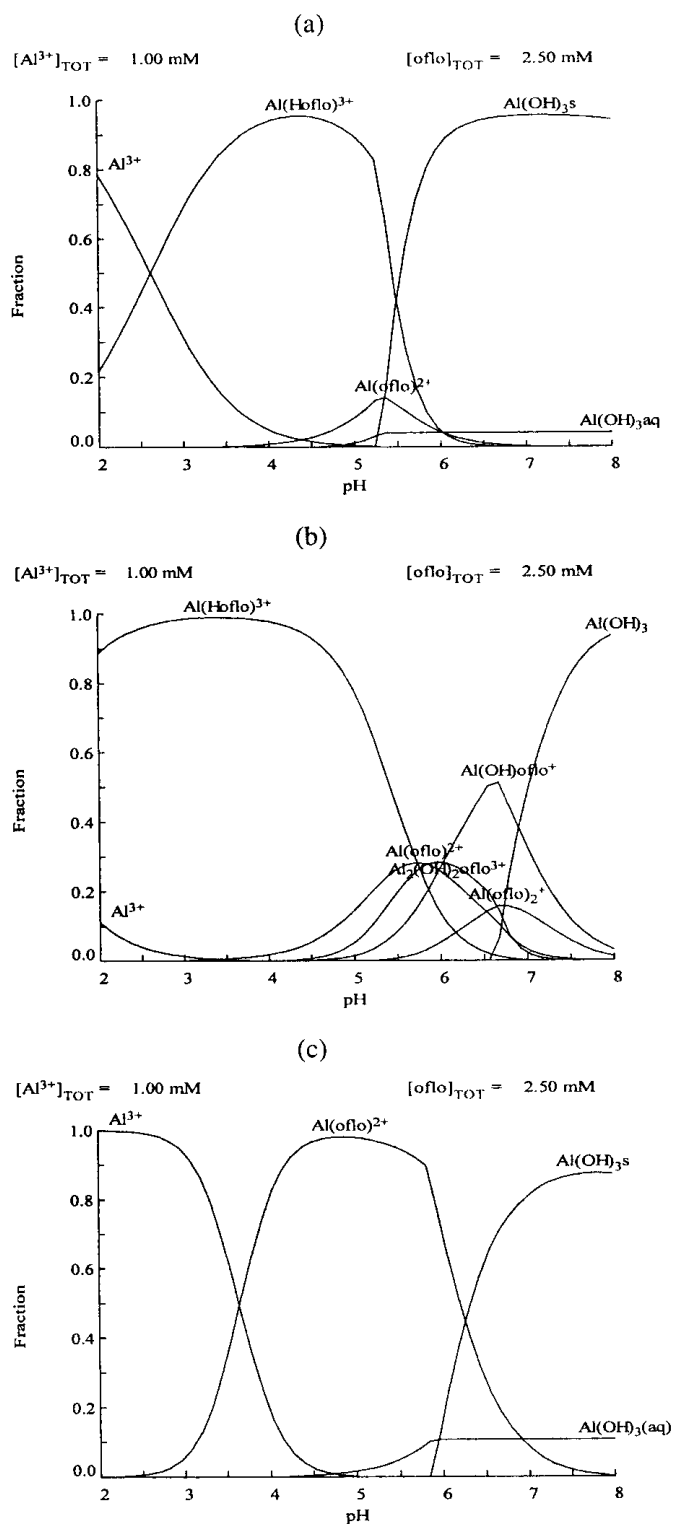 (a)
[Al³⁺]TOT = 1.00 mM [oflo]TOT = 2.50 mM
Al(Hoflo)³⁺
Al(OH)₃s
Al³⁺
Al(oflo)²⁺
Al(OH)₃aq
Fraction
1.0
0.8
0.6
0.4
0.2
0.0
2 3 4 5 6 7 8
pH
(b)
[Al³⁺]TOT = 1.00 mM [oflo]TOT = 2.50 mM
Al(Hoflo)³⁺
Al(OH)₃
Al(OH)oflo⁺
Al(oflo)²⁺
Al₂(OH)₂oflo³⁺
Al(oflo)₂⁺
Al³⁺
Fraction
1.0
0.8
0.6
0.4
0.2
0.0
2 3 4 5 6 7 8
pH
(c)
[Al³⁺]TOT = 1.00 mM [oflo]TOT = 2.50 mM
Al³⁺
Al(oflo)²⁺
Al(OH)₃s
Al(OH)₃(aq)
Fraction
1.0
0.8
0.6
0.4
0.2
0.0
2 3 4 5 6 7 8
pH